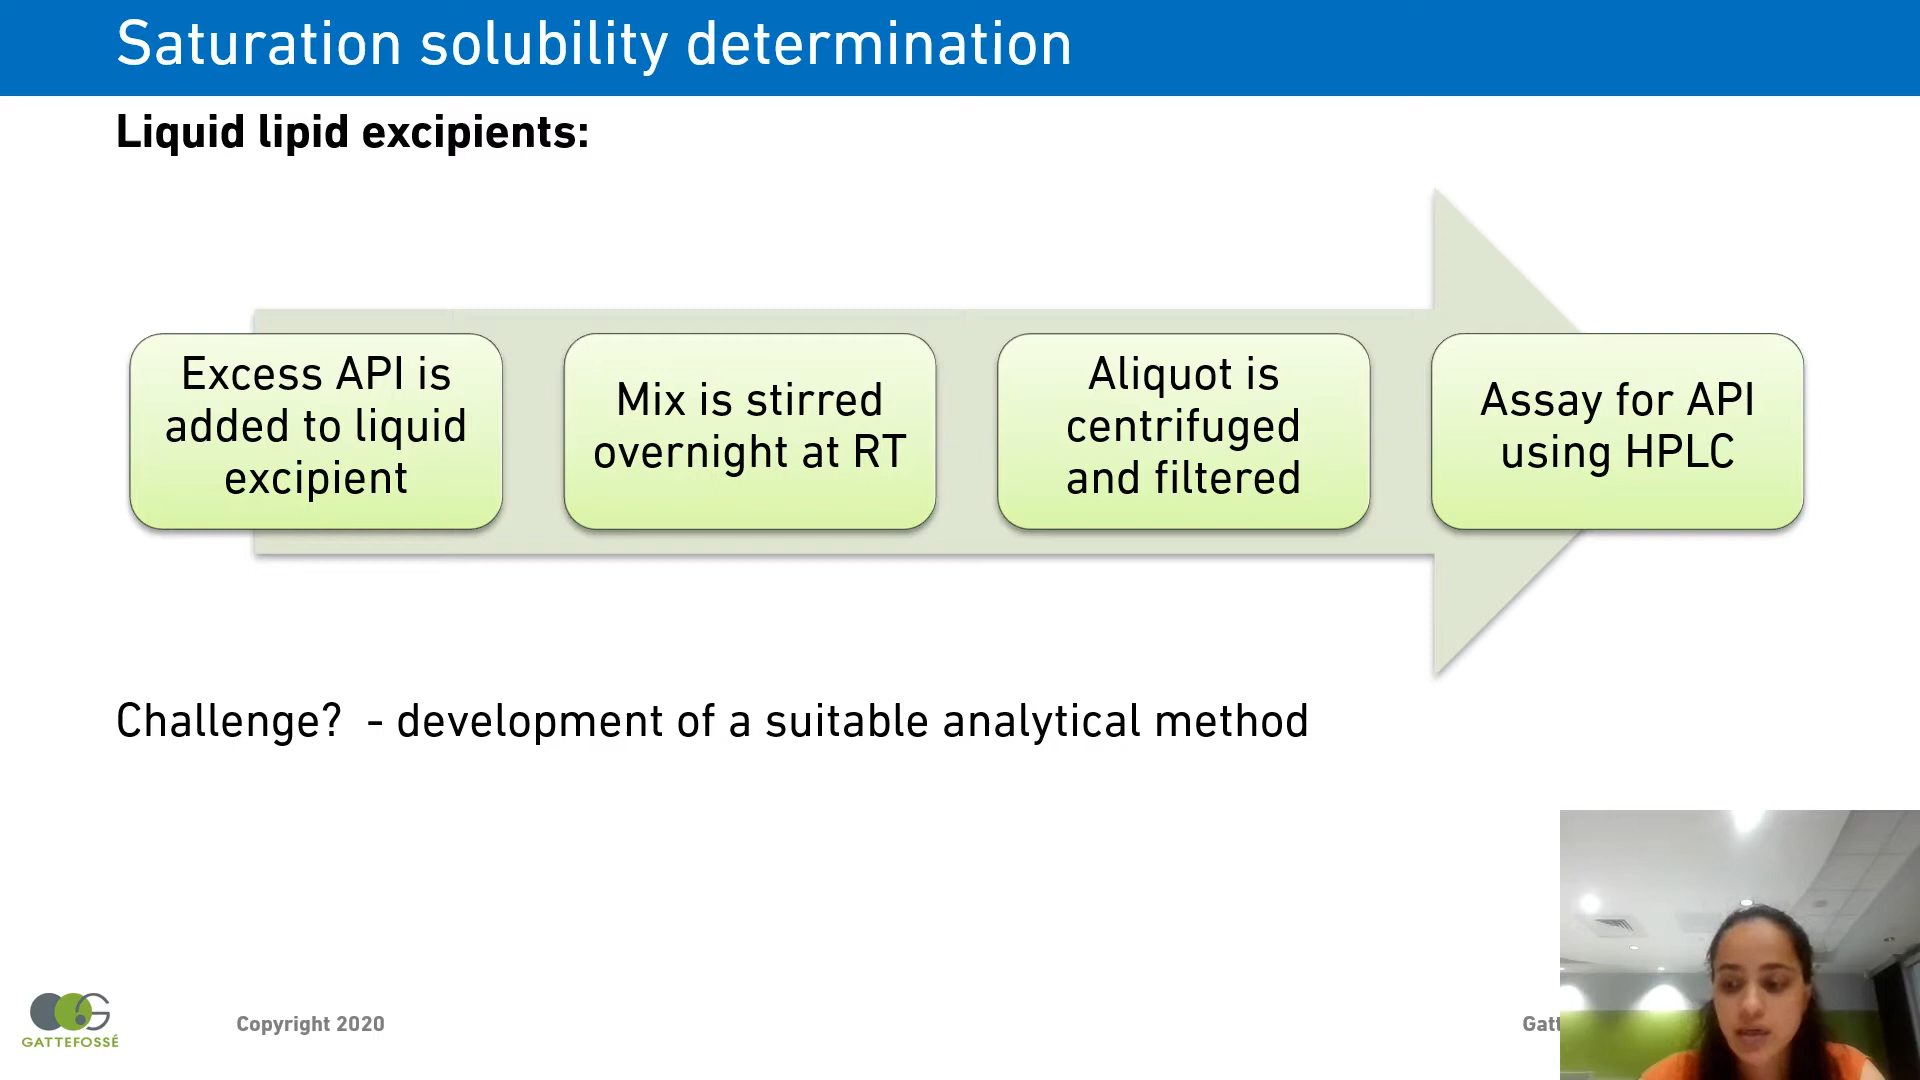 Saturation solubility determination
Liquid lipid excipients:
Excess API is
added to liquid
excipient
Mix is stirred
overnight at RT
Aliquot is
centrifuged
and filtered
Assay for API
using HPLC
Challenge?  - development of a suitable analytical method
GATTEFOSSÉ
Copyright 2020